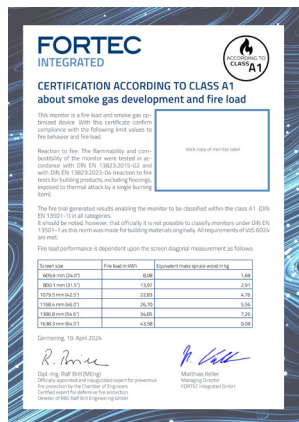 FORTEC
INTEGRATED
ACCORDING TO
CLASS A1
CERTIFICATION ACCORDING TO CLASS A1
about smoke gas development and fire load
This monitor is a fire load and smoke gas op-
timized device. With this certificate confirm
compliance with the following limit values to
fire behavior and fire load.
Reaction to fire: The flammability and com-
bustibility of the monitor were tested in ac-
cordance with DIN EN 13823:2015-02 and
with DIN EN 13823:2023-04 (reaction to fire
tests for building products, excluding floorings,
exposed to thermal attack by a single burning
item).
stick copy of monitor label
The fire trial generated results enabling the monitor to be classified within the class A1 (DIN
EN 13501-1) in all categories.
It should be noted, however, that officially it is not possible to classify monitors under DIN EN
13501-1 as this norm was made for building materials originally. All requirements of VdS 6024
are met.
Fire load performance is dependent upon the screen diagonal measurement as follows:
Screen size Fire load in kWh Equivalent mass spruce wood in kg
609.6 mm (24.0") 8,08 1,68
800.1 mm (31.5") 13,97 2,91
1079.5 mm (42.5") 22,83 4,76
1168.4 mm (46.0") 26,70 5,56
1386.8 mm (54.6") 34,85 7,26
1638.3 mm (64.5") 43,58 9,08
Germering, 19. April 2024
Dipl.-Ing. Ralf Brill (MEng)
Officially appointed and inaugurated expert for preventive
fire protection by the Chamber of Engineers
Certified expert for defensive fire protection
Director of RBE Ralf Brill Engineering GmbH
Matthias Keller
Managing Director
FORTEC Integrated GmbH